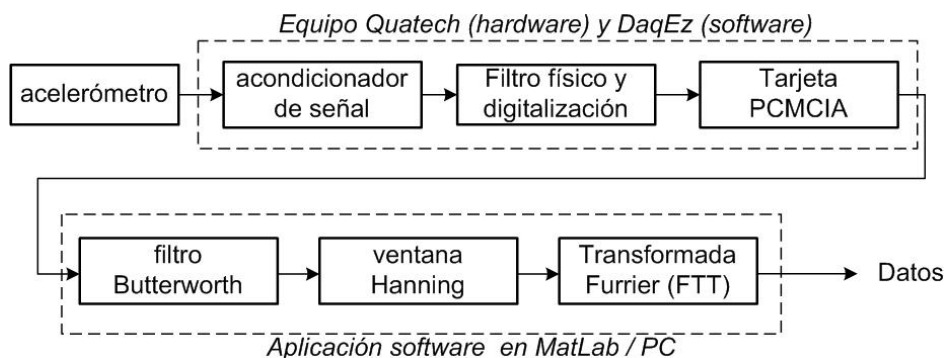 Equipo Quatech (hardware) y DaqEz (software)
acelerómetro
acondicionador
de señal
Filtro físico y
digitalización
Tarjeta
PCMCIA
filtro
Butterworth
ventana
Hanning
Transformada
Furrier (FTT)
Datos
Aplicación software en MatLab / PC